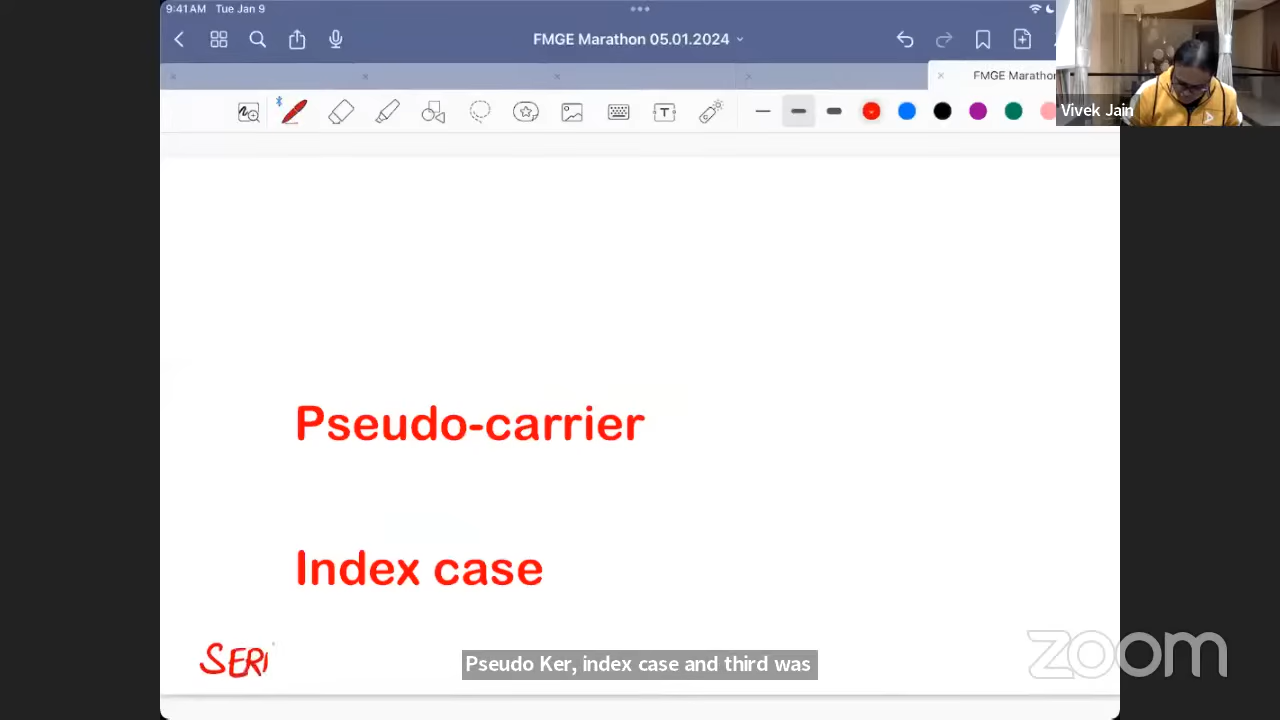 9:41 AM Tue Jan 9
FMGE Marathon 05.01.2024
FMGE Marathon
T
Vivek Jain
Pseudo-carrier
Index case
SERI
Pseudo Ker, index case and third was
zoom